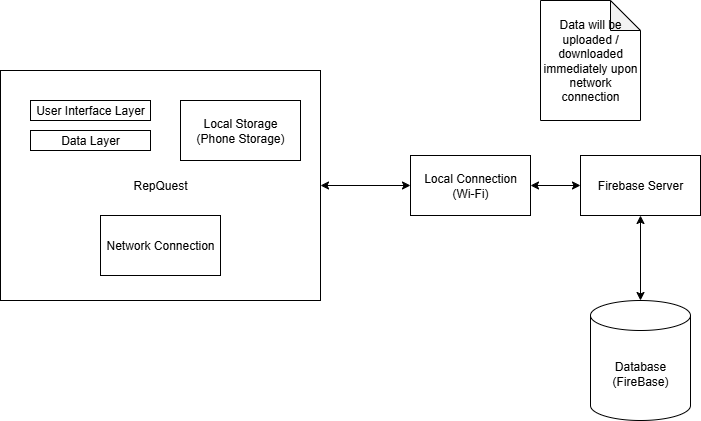 Data will be
uploaded /
downloaded
immediately upon
network
connection
User Interface Layer
Data Layer
Local Storage
(Phone Storage)
RepQuest
Network Connection
Local Connection
(Wi-Fi)
Firebase Server
Database
(FireBase)